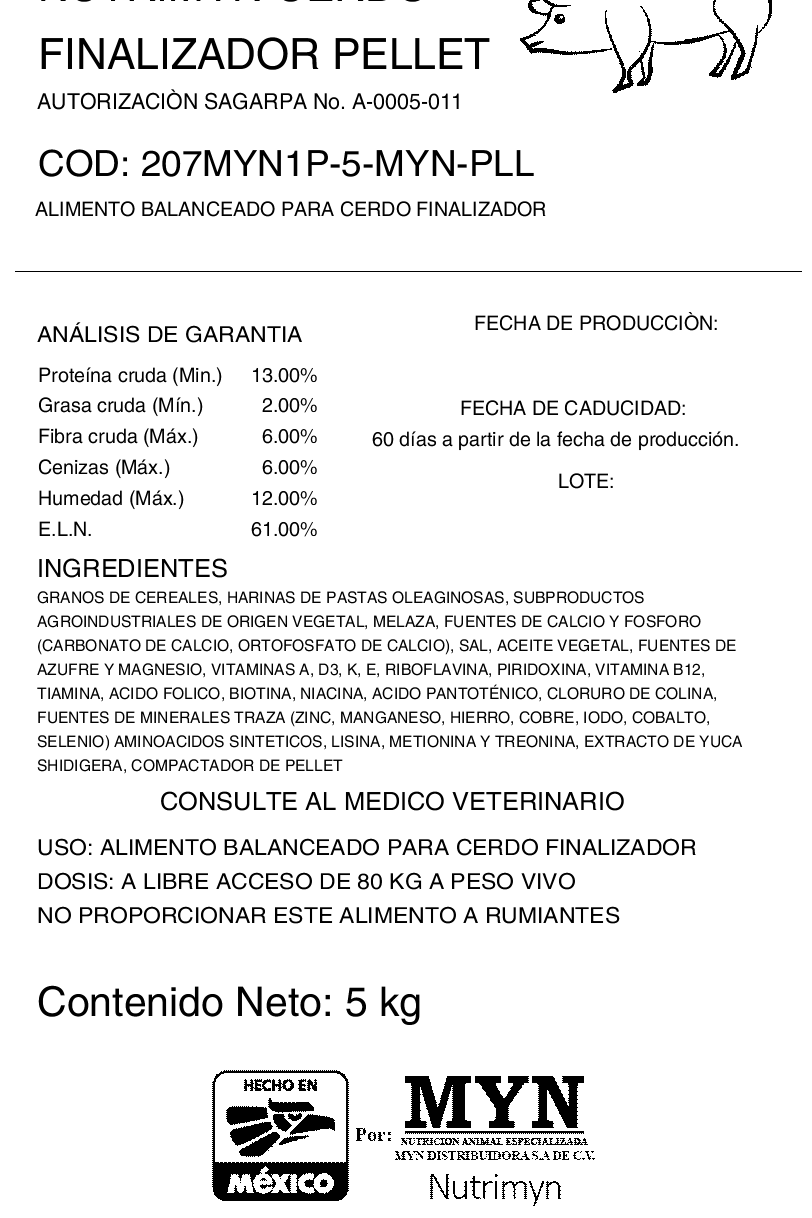 FINALIZADOR PELLET
AUTORIZACIÒN SAGARPA No. A-0005-011
COD: 207MYN1P-5-MYN-PLL
ALIMENTO BALANCEADO PARA CERDO FINALIZADOR
ANÁLISIS DE GARANTIA
Proteína cruda (Min.) 13.00%
Grasa cruda (Mín.) 2.00%
Fibra cruda (Máx.) 6.00%
Cenizas (Máx.) 6.00%
Humedad (Máx.) 12.00%
E.L.N. 61.00%
FECHA DE PRODUCCIÒN:
FECHA DE CADUCIDAD:
60 días a partir de la fecha de producción.
LOTE:
INGREDIENTES
GRANOS DE CEREALES, HARINAS DE PASTAS OLEAGINOSAS, SUBPRODUCTOS
AGROINDUSTRIALES DE ORIGEN VEGETAL, MELAZA, FUENTES DE CALCIO Y FOSFORO
(CARBONATO DE CALCIO, ORTOFOSFATO DE CALCIO), SAL, ACEITE VEGETAL, FUENTES DE
AZUFRE Y MAGNESIO, VITAMINAS A, D3, K, E, RIBOFLAVINA, PIRIDOXINA, VITAMINA B12,
TIAMINA, ACIDO FOLICO, BIOTINA, NIACINA, ACIDO PANTOTÉNICO, CLORURO DE COLINA,
FUENTES DE MINERALES TRAZA (ZINC, MANGANESO, HIERRO, COBRE, IODO, COBALTO,
SELENIO) AMINOACIDOS SINTETICOS, LISINA, METIONINA Y TREONINA, EXTRACTO DE YUCA
SHIDIGERA, COMPACTADOR DE PELLET
CONSULTE AL MEDICO VETERINARIO
USO: ALIMENTO BALANCEADO PARA CERDO FINALIZADOR
DOSIS: A LIBRE ACCESO DE 80 KG A PESO VIVO
NO PROPORCIONAR ESTE ALIMENTO A RUMIANTES
Contenido Neto: 5 kg
HECHO EN
MÉXICO
Por:
MYN
NUTRICION ANIMAL ESPECIALIZADA
MYN DISTRIBUIDORA S.A DE C.V.
Nutrimyn